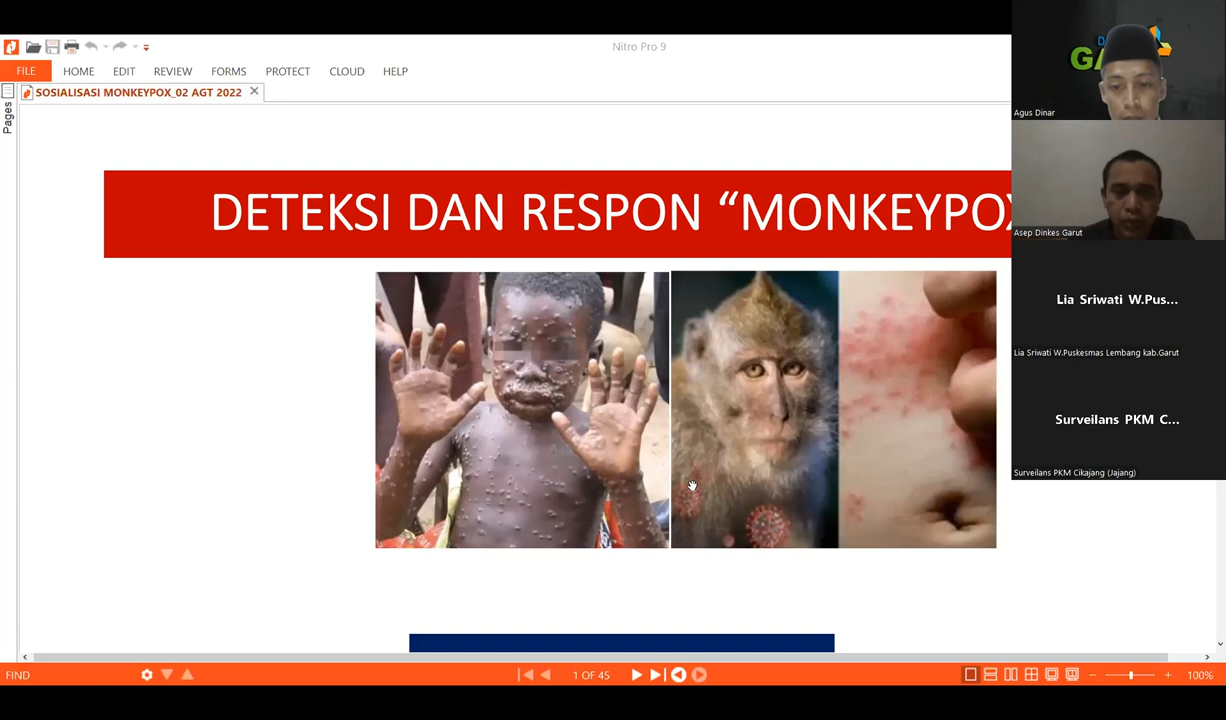 Nitro Pro 9
FILE HOME EDIT REVIEW FORMS PROTECT CLOUD HELP
SOSIALISASI MONKEYPOX_02 AGT 2022
Pages
DETEKSI DAN RESPON “MONKEYPOX
Agus Dinar
Asep Dinkes Garut
Lia Sriwati W.Pus...
Lia Sriwati W.Puskesmas Lembang kab.Garut
Surveilans PKM C...
Surveilans PKM Cikajang (Jajang)
FIND
1 OF 45
100%